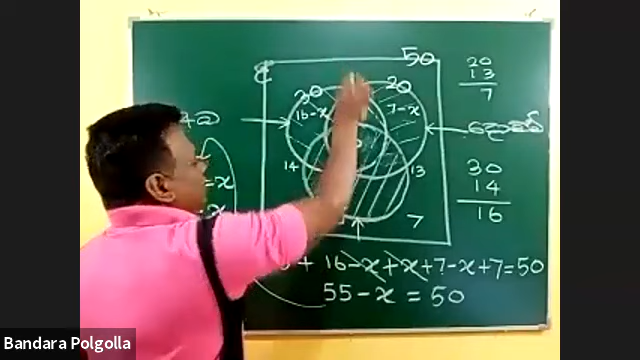 ε 50
30 20
16-x 7-x
14 13
7
20
13
7
30
14
16
= x
+ 16 - x + x + 7 - x + 7 = 50
55 - x = 50
Bandara Polgolla